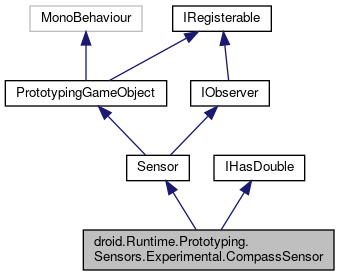 MonoBehaviour
IRegisterable
PrototypingGameObject
IObserver
Sensor
IHasDouble
droid.Runtime.Prototyping.
Sensors.Experimental.CompassSensor